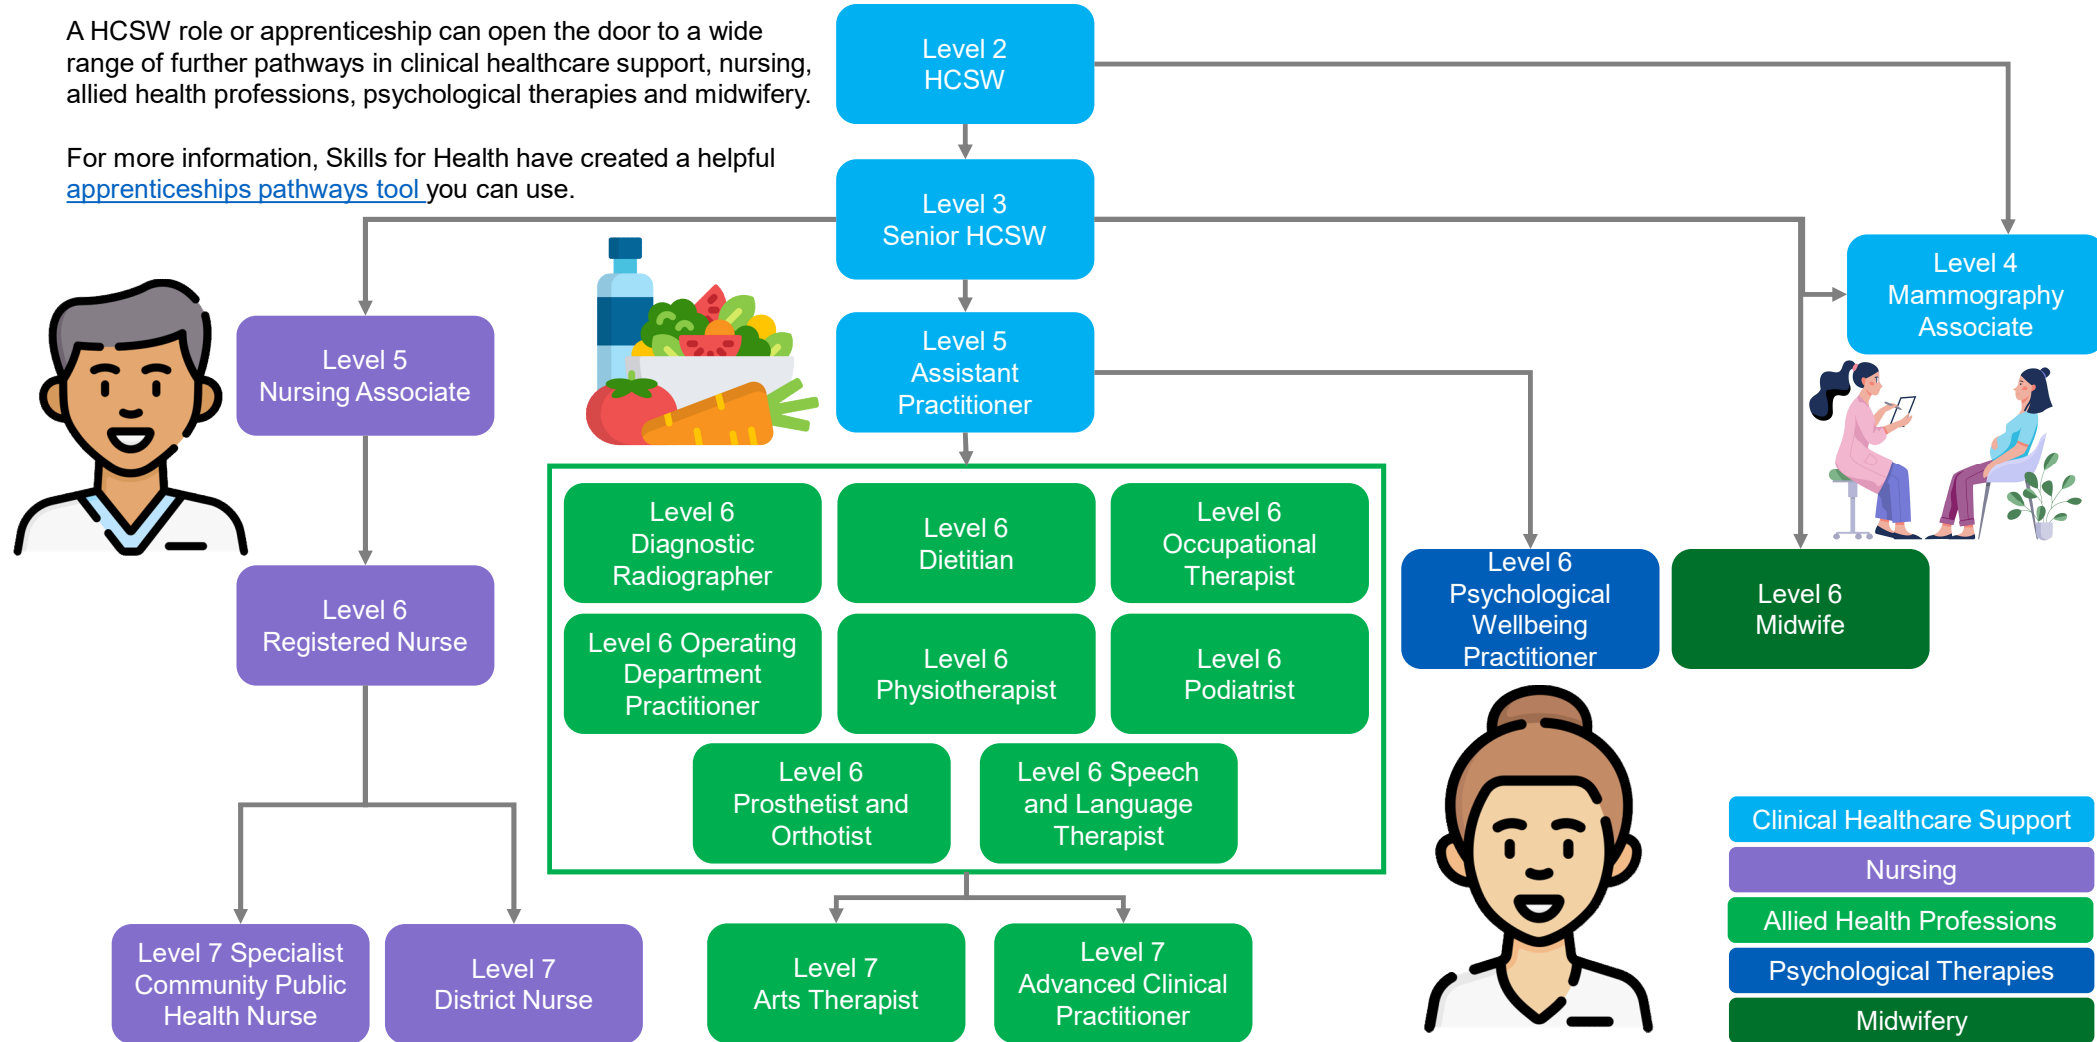 A HCSW role or apprenticeship can open the door to a wide
range of further pathways in clinical healthcare support, nursing,
allied health professions, psychological therapies and midwifery.
For more information, Skills for Health have created a helpful
apprenticeships pathways tool you can use.
Level 2
HCSW
Level 3
Senior HCSW
Level 4
Mammography
Associate
Level 5
Nursing Associate
Level 5
Assistant
Practitioner
Level 6
Diagnostic
Radiographer
Level 6
Dietitian
Level 6
Occupational
Therapist
Level 6
Psychological
Wellbeing
Practitioner
Level 6
Midwife
Level 6
Registered Nurse
Level 6 Operating
Department
Practitioner
Level 6
Physiotherapist
Level 6
Podiatrist
Level 6
Prosthetist and
Orthotist
Level 6 Speech
and Language
Therapist
Level 7 Specialist
Community Public
Health Nurse
Level 7
District Nurse
Level 7
Arts Therapist
Level 7
Advanced Clinical
Practitioner
Clinical Healthcare Support
Nursing
Allied Health Professions
Psychological Therapies
Midwifery